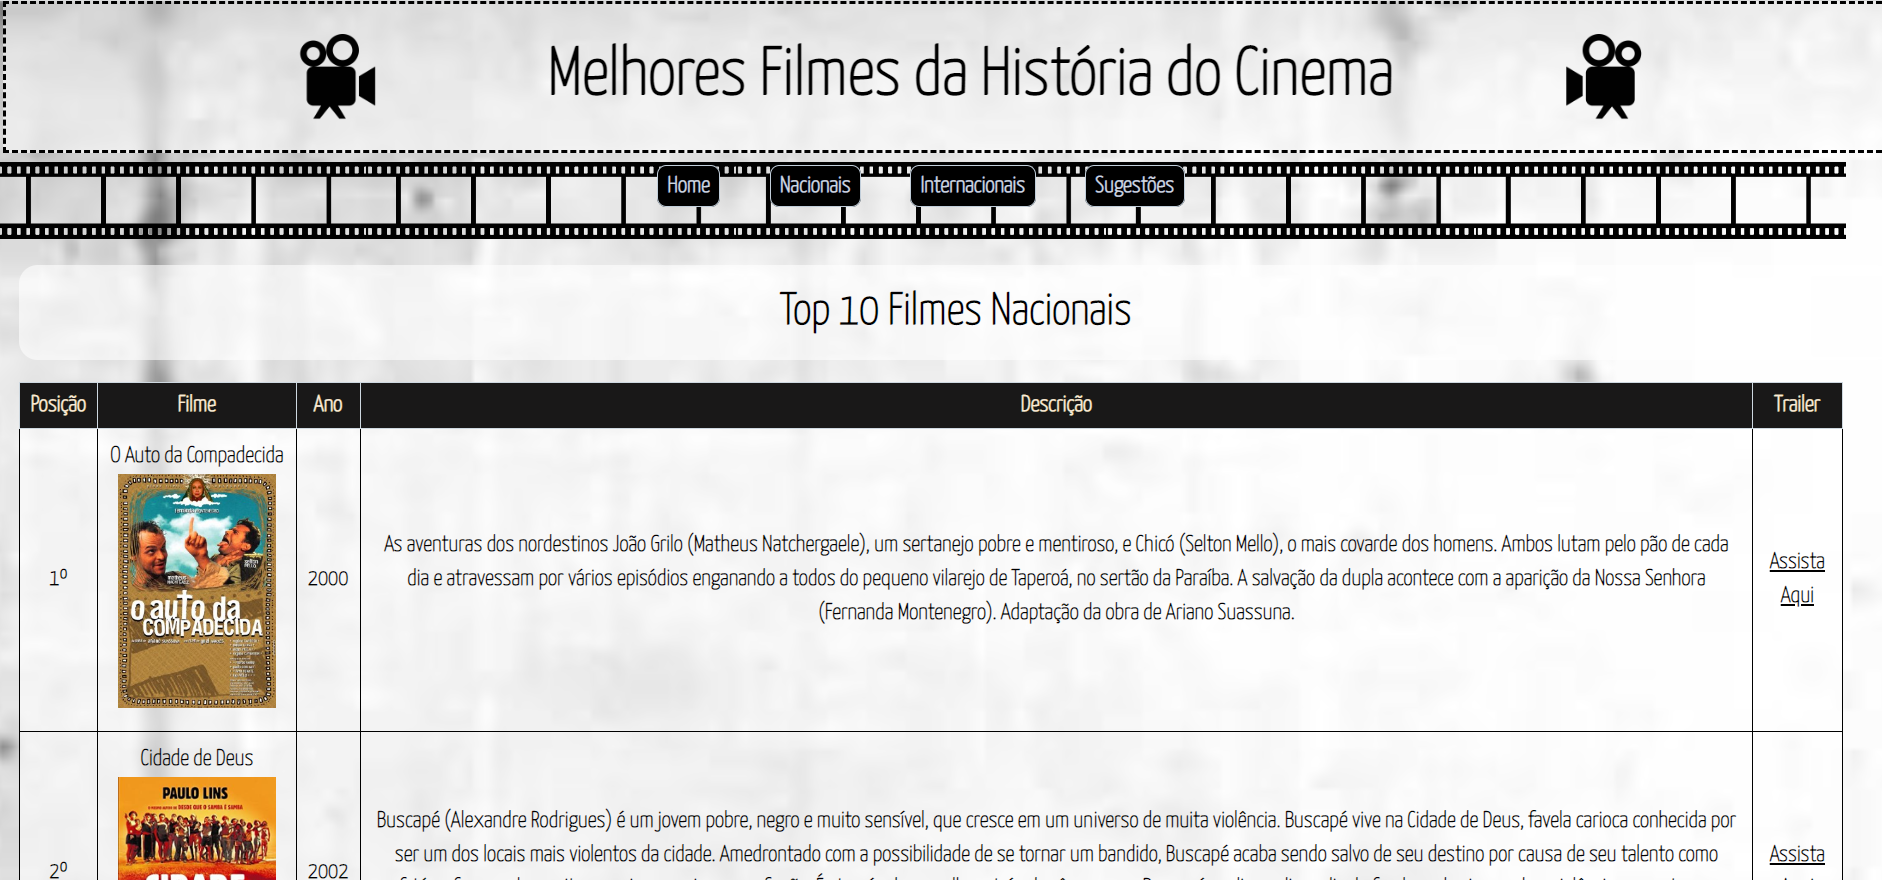 Melhores Filmes da História do Cinema
Home Nacionais Internacionais Sugestões
Top 10 Filmes Nacionais
Posição Filme Ano Descrição Trailer
O Auto da Compadecida
1º
o auto da
COMPADECIDA
2000
As aventuras dos nordestinos João Grilo (Matheus Natchergaele), um sertanejo pobre e mentiroso, e Chicó (Selton Mello), o mais covarde dos homens. Ambos lutam pelo pão de cada
dia e atravessam por vários episódios enganando a todos do pequeno vilarejo de Taperoá, no sertão da Paraíba. A salvação da dupla acontece com a aparição da Nossa Senhora
(Fernanda Montenegro). Adaptação da obra de Ariano Suassuna.
Assista
Aqui
Cidade de Deus
2º
PAULO LINS
CIDADE
2002
Buscapé (Alexandre Rodrigues) é um jovem pobre, negro e muito sensível, que cresce em um universo de muita violência. Buscapé vive na Cidade de Deus, favela carioca conhecida por
ser um dos locais mais violentos da cidade. Amedrontado com a possibilidade de se tornar um bandido, Buscapé acaba sendo salvo de seu destino por causa de seu talento como
Assista